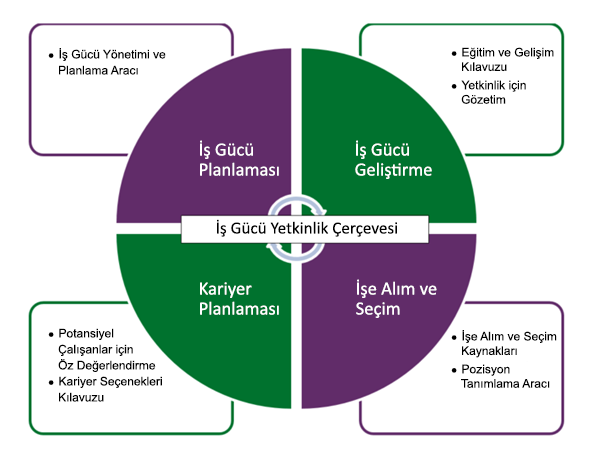 • İş Gücü Yönetimi ve
Planlama Aracı
• Eğitim ve Gelişim
Kılavuzu
• Yetkinlik için
Gözetim
İş Gücü
Planlaması
İş Gücü
Geliştirme
İş Gücü Yetkinlik Çerçevesi
Kariyer
Planlaması
İşe Alım ve
Seçim
• Potansiyel
Çalışanlar için
Öz Değerlendirme
• Kariyer Seçenekleri
Kılavuzu
• İşe Alım ve Seçim
Kaynakları
• Pozisyon
Tanımlama Aracı